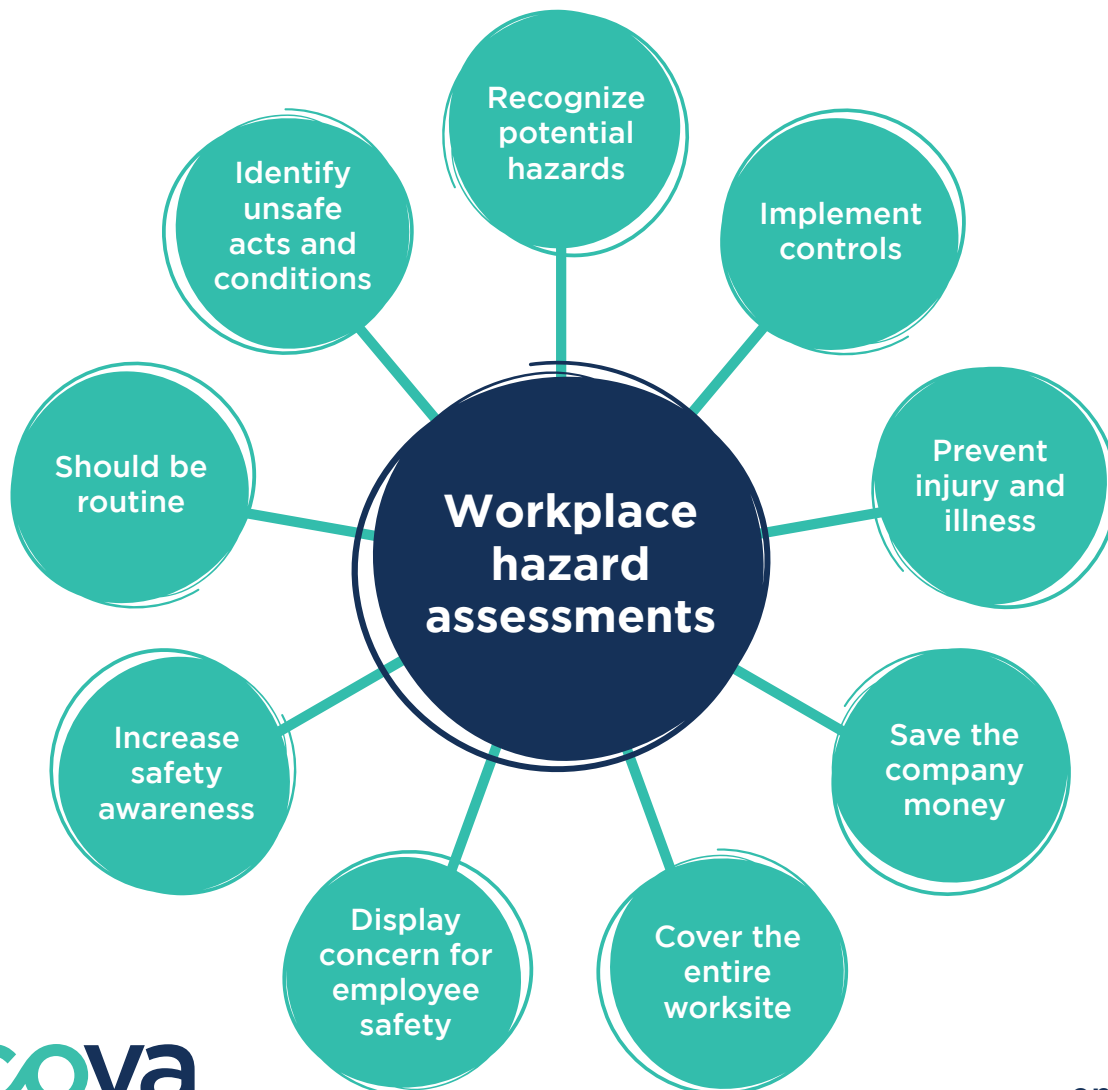 Recognize
potential
hazards
Identify
unsafe
acts and
conditions
Implement
controls
Should be
routine
Prevent
injury and
illness
Workplace
hazard
assessments
Increase
safety
awareness
Save the
company
money
Display
concern for
employee
safety
Cover the
entire
worksite